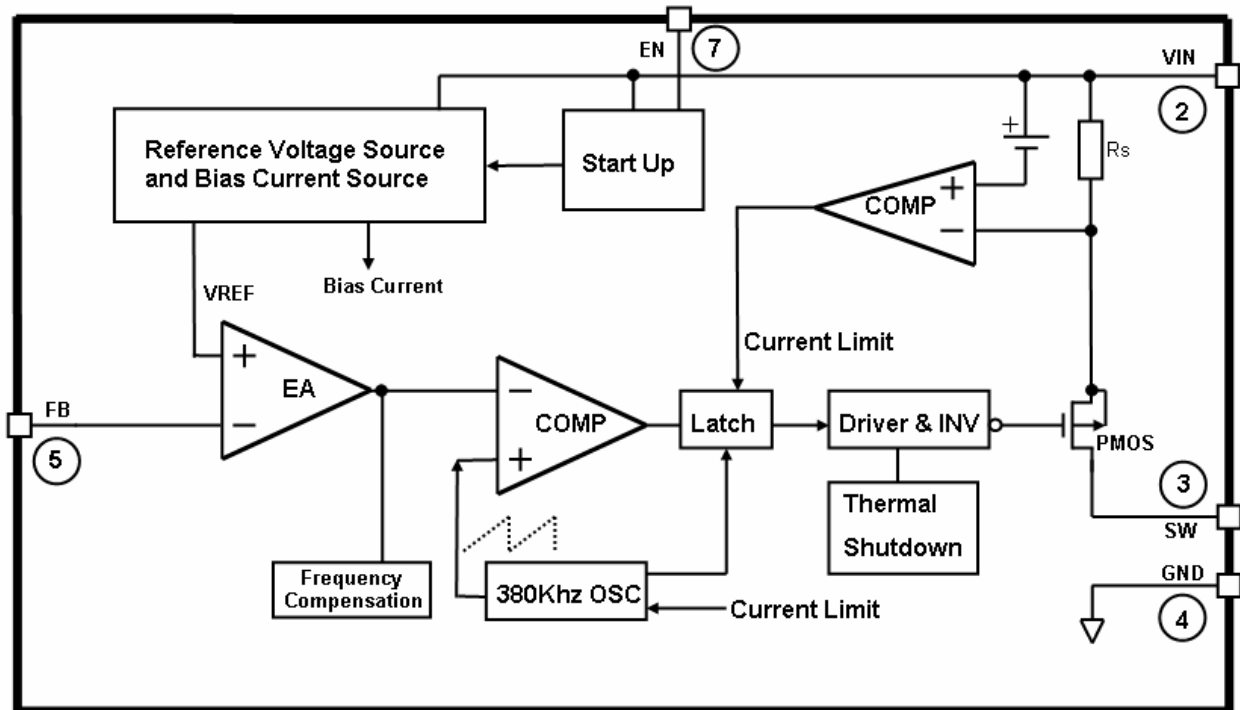 EN
7
VIN
2
Reference Voltage Source
and Bias Current Source
Start Up
+
Rs
+
COMP
−
Bias Current
VREF
Current Limit
+
EA
−
FB
5
−
COMP
+
Latch
Driver & INV
PMOS
3
SW
Thermal
Shutdown
Frequency
Compensation
380Khz OSC
Current Limit
GND
4